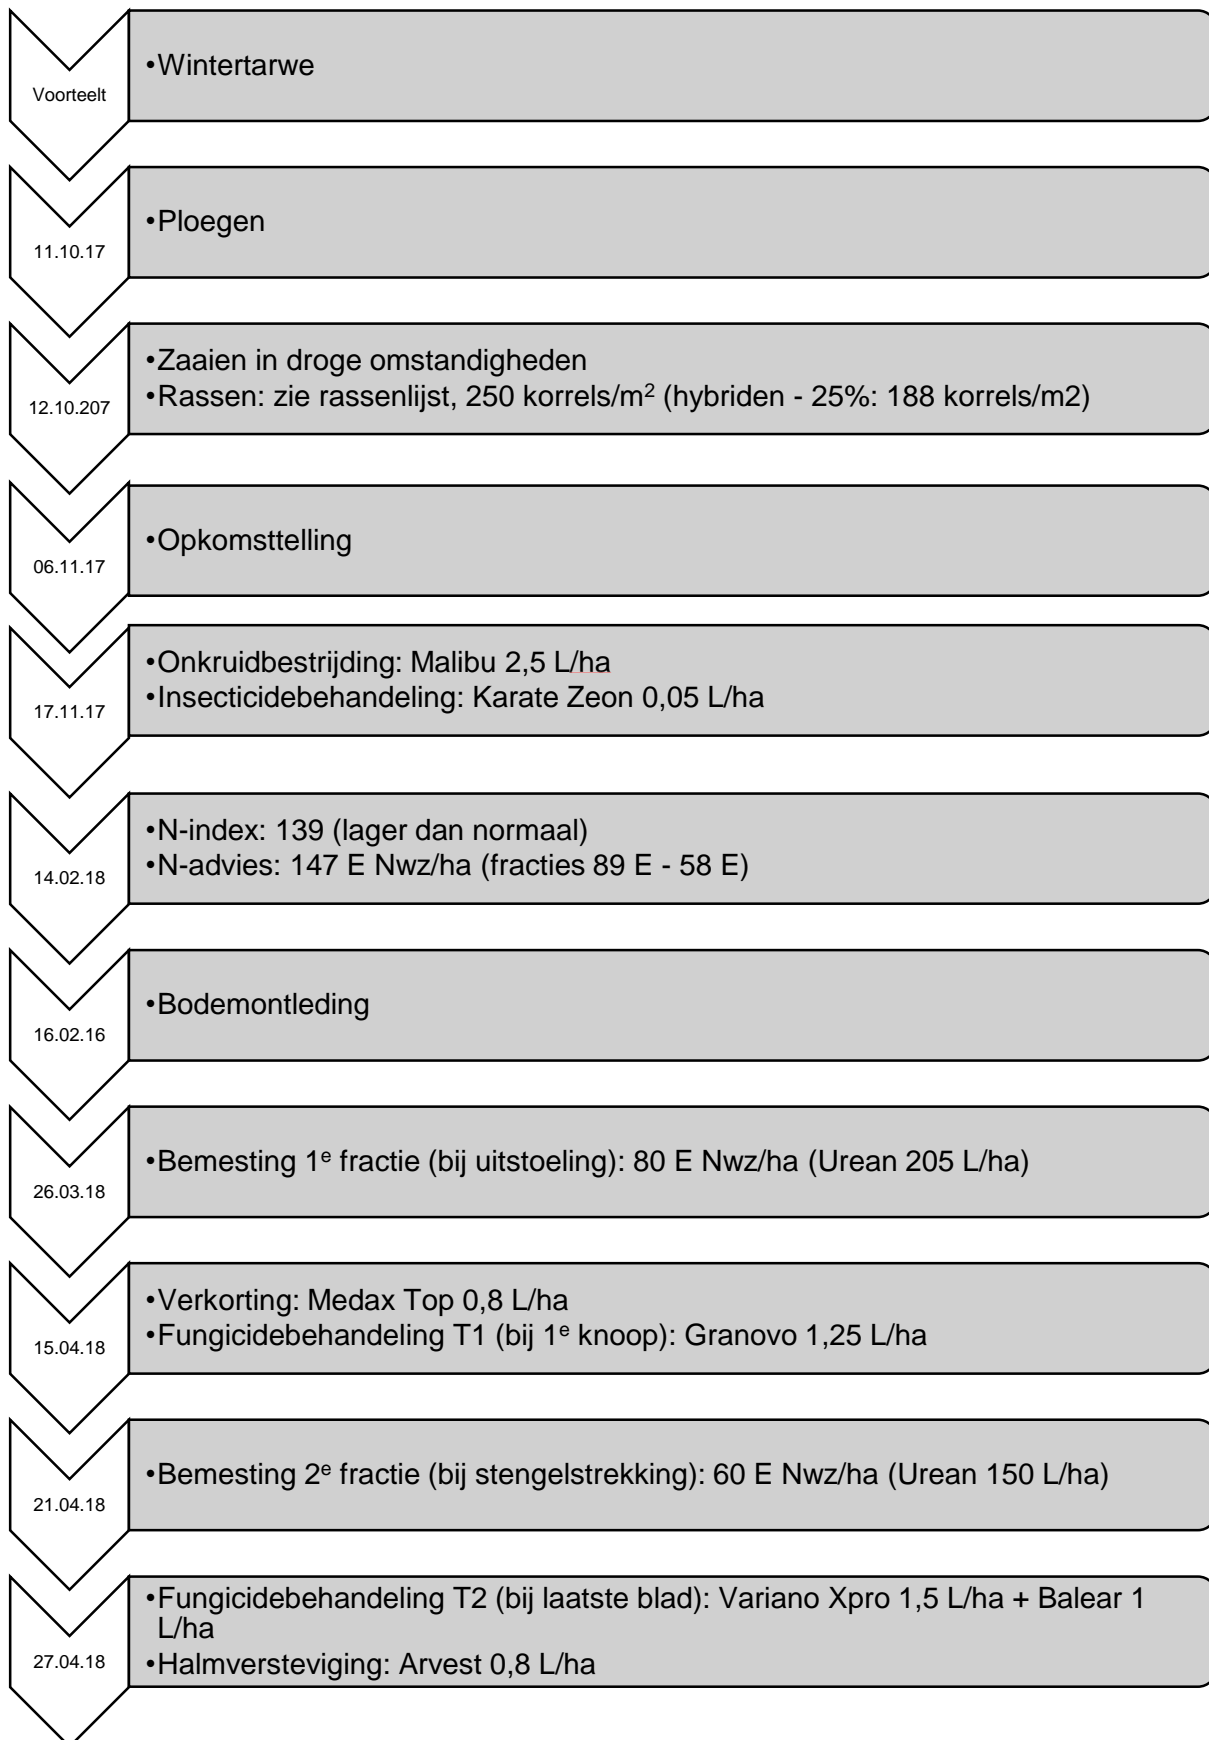 Voorteelt
•Wintertarwe
11.10.17
•Ploegen
12.10.207
•Zaaien in droge omstandigheden
•Rassen: zie rassenlijst, 250 korrels/m² (hybriden - 25%: 188 korrels/m2)
06.11.17
•Opkomsttelling
17.11.17
•Onkruidbestrijding: Malibu 2,5 L/ha
•Insecticidebehandeling: Karate Zeon 0,05 L/ha
14.02.18
•N-index: 139 (lager dan normaal)
•N-advies: 147 E Nwz/ha (fracties 89 E - 58 E)
16.02.16
•Bodemontleding
26.03.18
•Bemesting 1ᵉ fractie (bij uitstoeling): 80 E Nwz/ha (Urean 205 L/ha)
15.04.18
•Verkorting: Medax Top 0,8 L/ha
•Fungicidebehandeling T1 (bij 1ᵉ knoop): Granovo 1,25 L/ha
21.04.18
•Bemesting 2ᵉ fractie (bij stengelstrekking): 60 E Nwz/ha (Urean 150 L/ha)
27.04.18
•Fungicidebehandeling T2 (bij laatste blad): Variano Xpro 1,5 L/ha + Balear 1
L/ha
•Halmversteviging: Arvest 0,8 L/ha